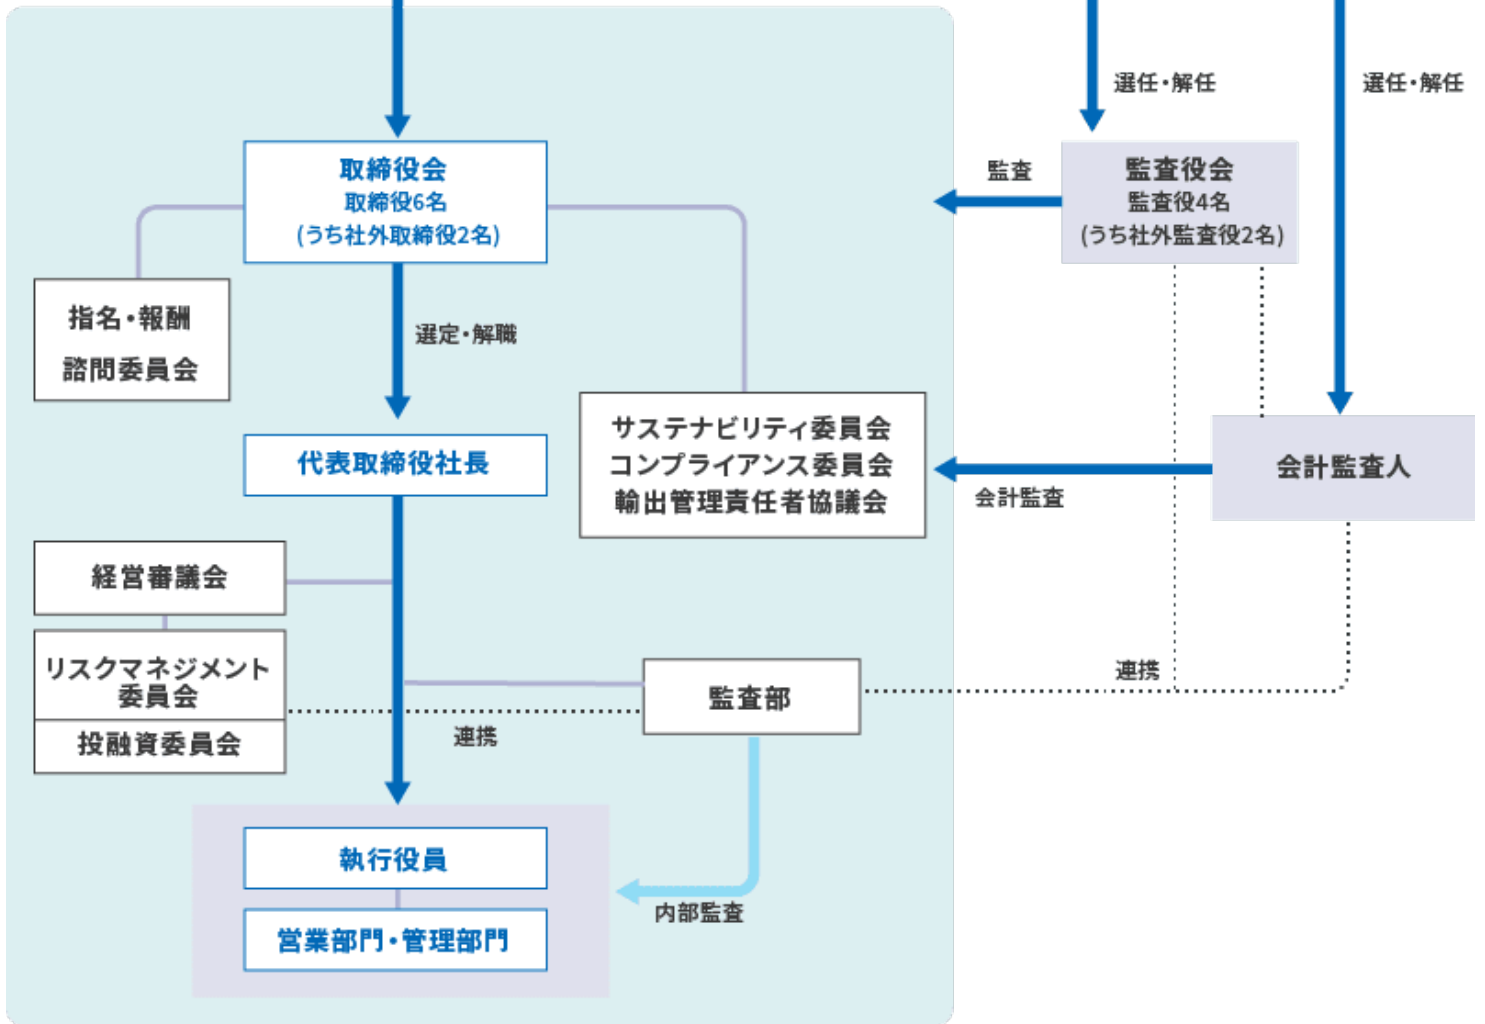 選任・解任
選任・解任
取締役会
取締役6名
(うち社外取締役2名)
監査
監査役会
監査役4名
(うち社外監査役2名)
指名・報酬
諮問委員会
選定・解職
サステナビリティ委員会
コンプライアンス委員会
輸出管理責任者協議会
代表取締役社長
会計監査人
会計監査
経営審議会
リスクマネジメント
委員会
投融資委員会
監査部
連携
連携
執行役員
営業部門・管理部門
内部監査